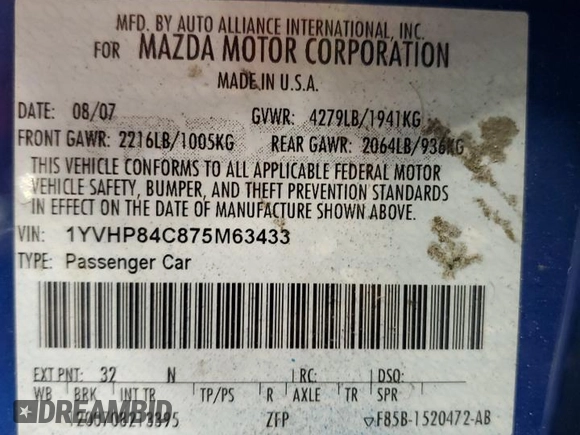 MFD. BY AUTO ALLIANCE INTERNATIONAL, INC.
FOR MAZDA MOTOR CORPORATION
MADE IN U.S.A.
DATE: 08/07 GVWR: 4279LB/1941KG
FRONT GAWR: 2216LB/1005KG REAR GAWR: 2064LB/936KG
THIS VEHICLE CONFORMS TO ALL APPLICABLE FEDERAL MOTOR
VEHICLE SAFETY, BUMPER, AND THEFT PREVENTION STANDARDS
IN EFFECT ON THE DATE OF MANUFACTURE SHOWN ABOVE.
VIN: 1YVHP84C875M63433
TYPE: Passenger Car
EXT PNT: 32 N RC: DSO:
WB BRK INT TR TP/PS R AXLE TR SPR
ZFP F85B-1520472-AB
DREAMBID